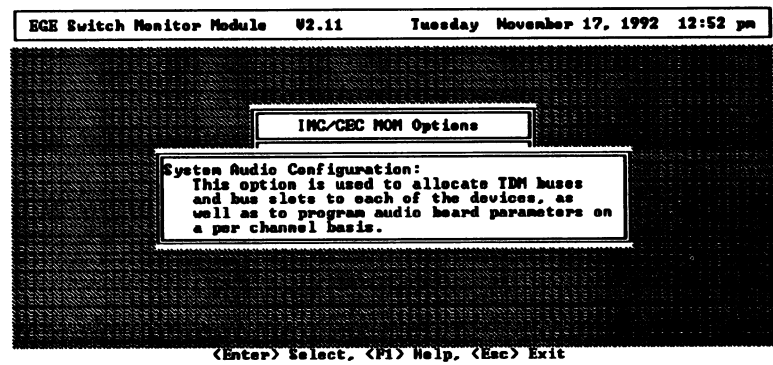 EGE Switch Monitor Module V2.11 Tuesday November 17, 1992 12:52 pm
IMC/CEC MOM Options
System Audio Configuration:
This option is used to allocate TDM buses
and bus slots to each of the devices, as
well as to program audio board parameters on
a per channel basis.
<Enter> Select, <F1> Help, <Esc> Exit